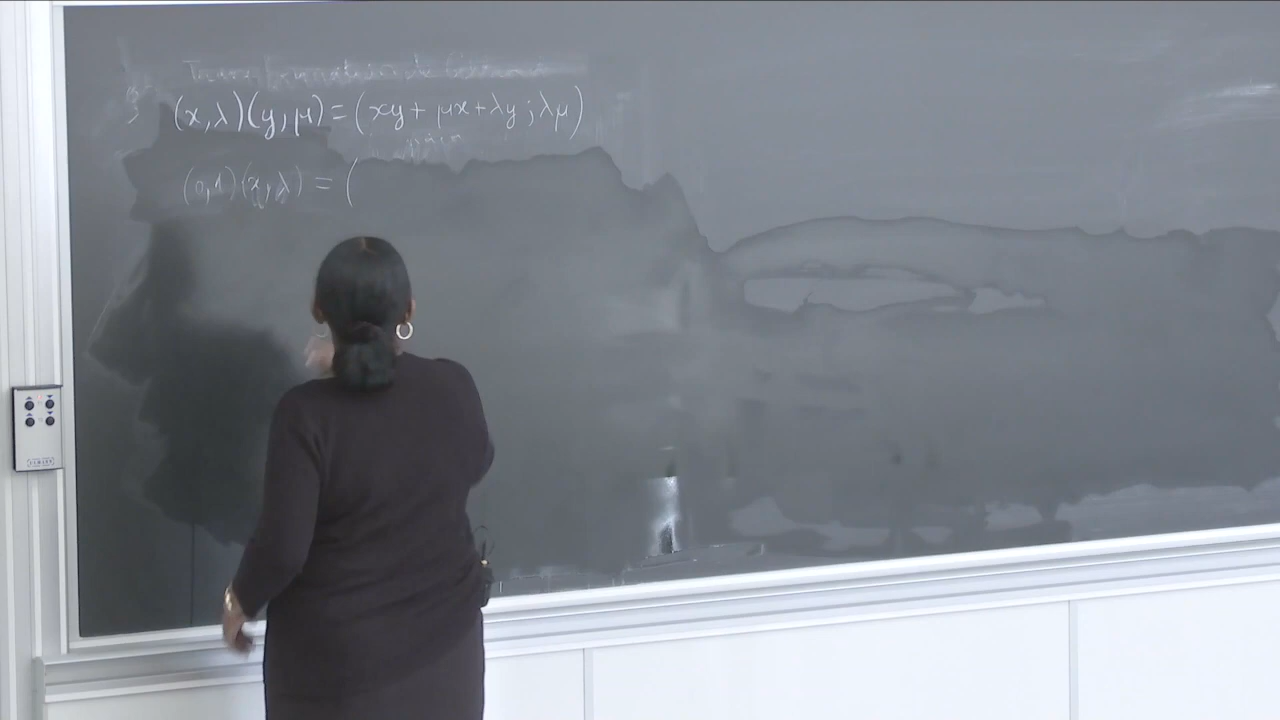 (x,λ)(y,μ) = (xy + μx + λy ; λμ)
(0,1)(x,λ) = (